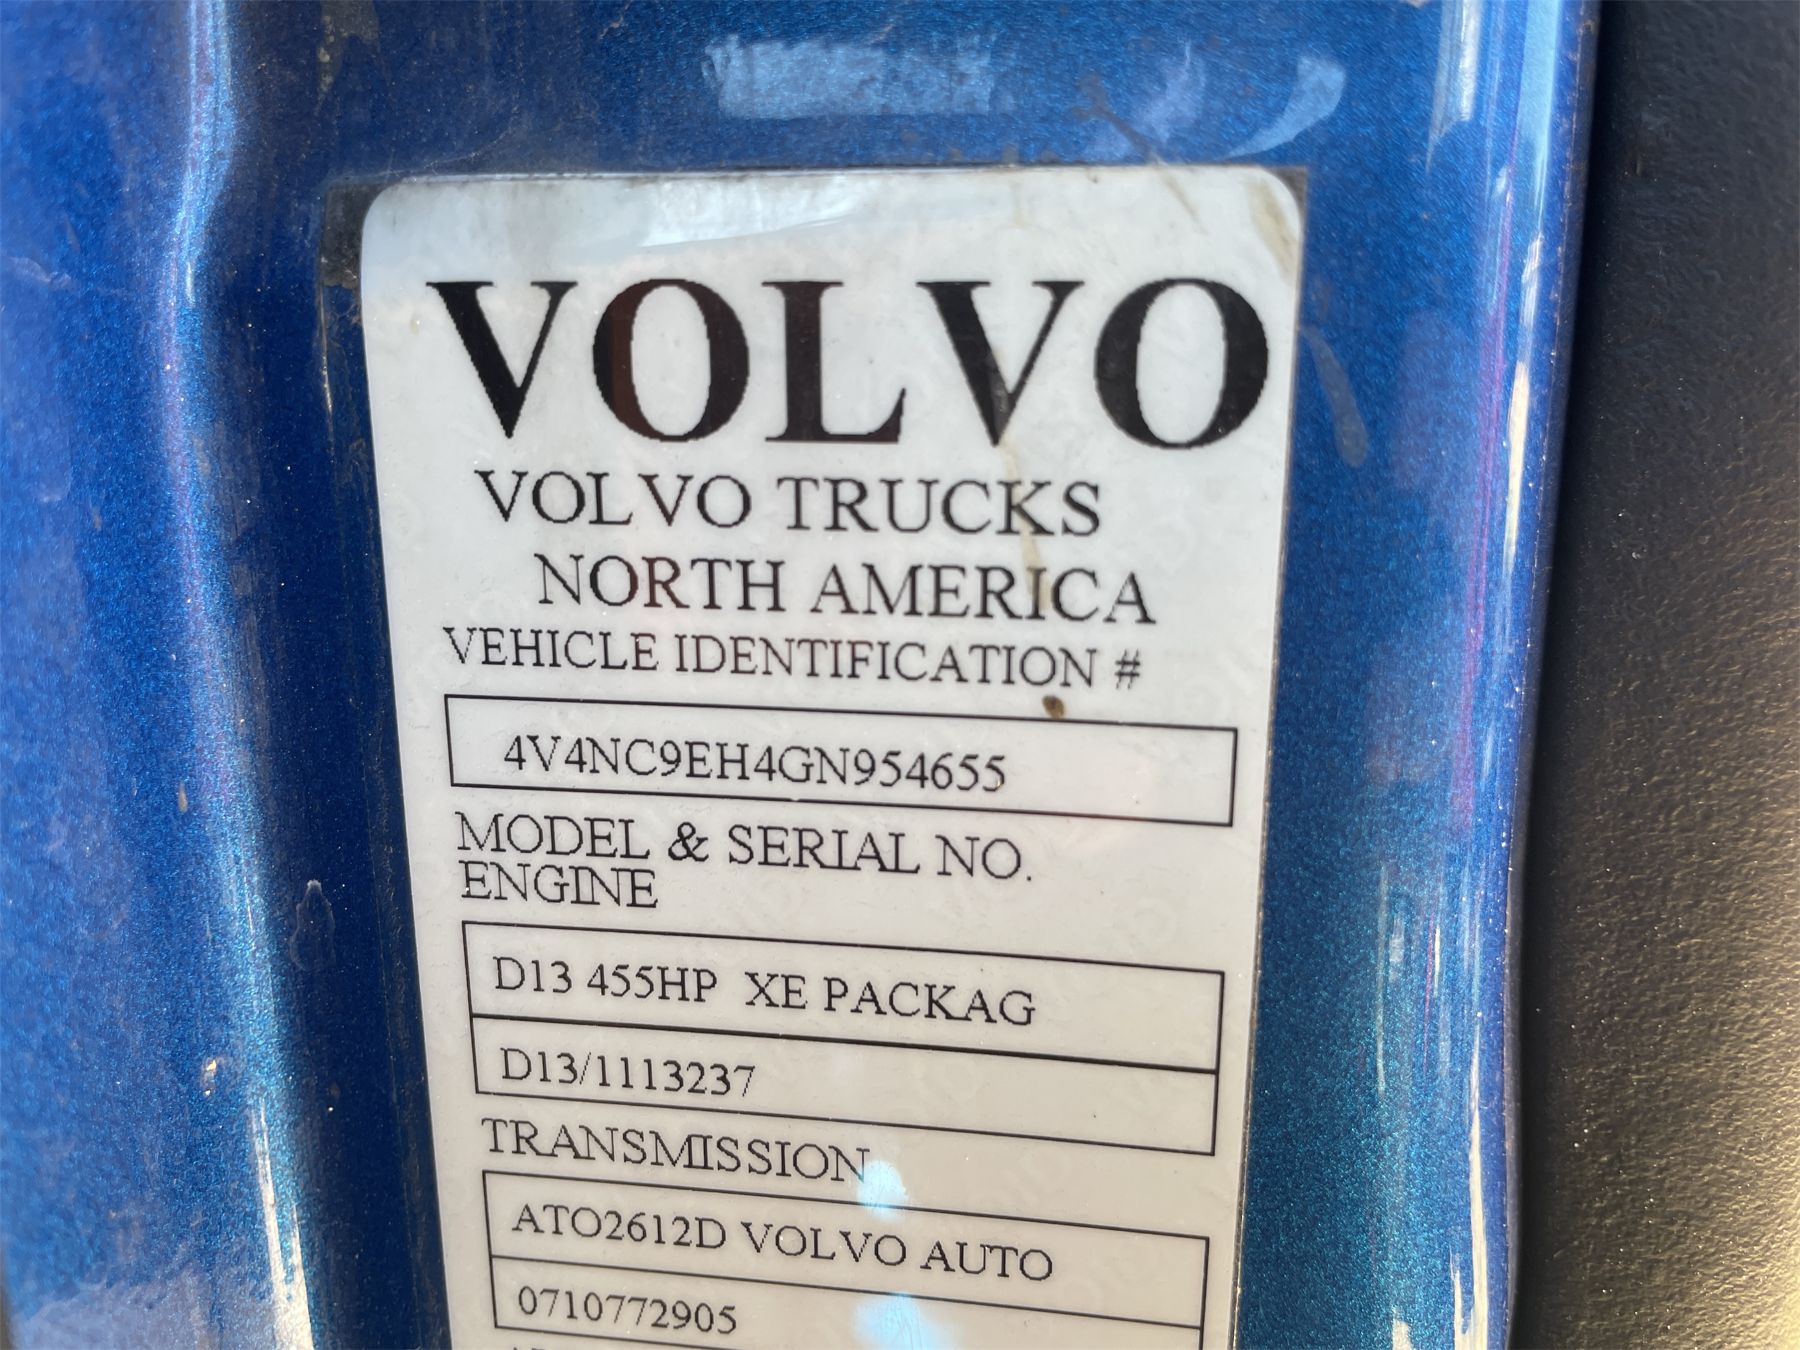 VOLVO
VOLVO TRUCKS
NORTH AMERICA
VEHICLE IDENTIFICATION #
4V4NC9EH4GN954655
MODEL & SERIAL NO.
ENGINE
D13 455HP XE PACKAG
D13/1113237
TRANSMISSION
ATO2612D VOLVO AUTO
0710772905